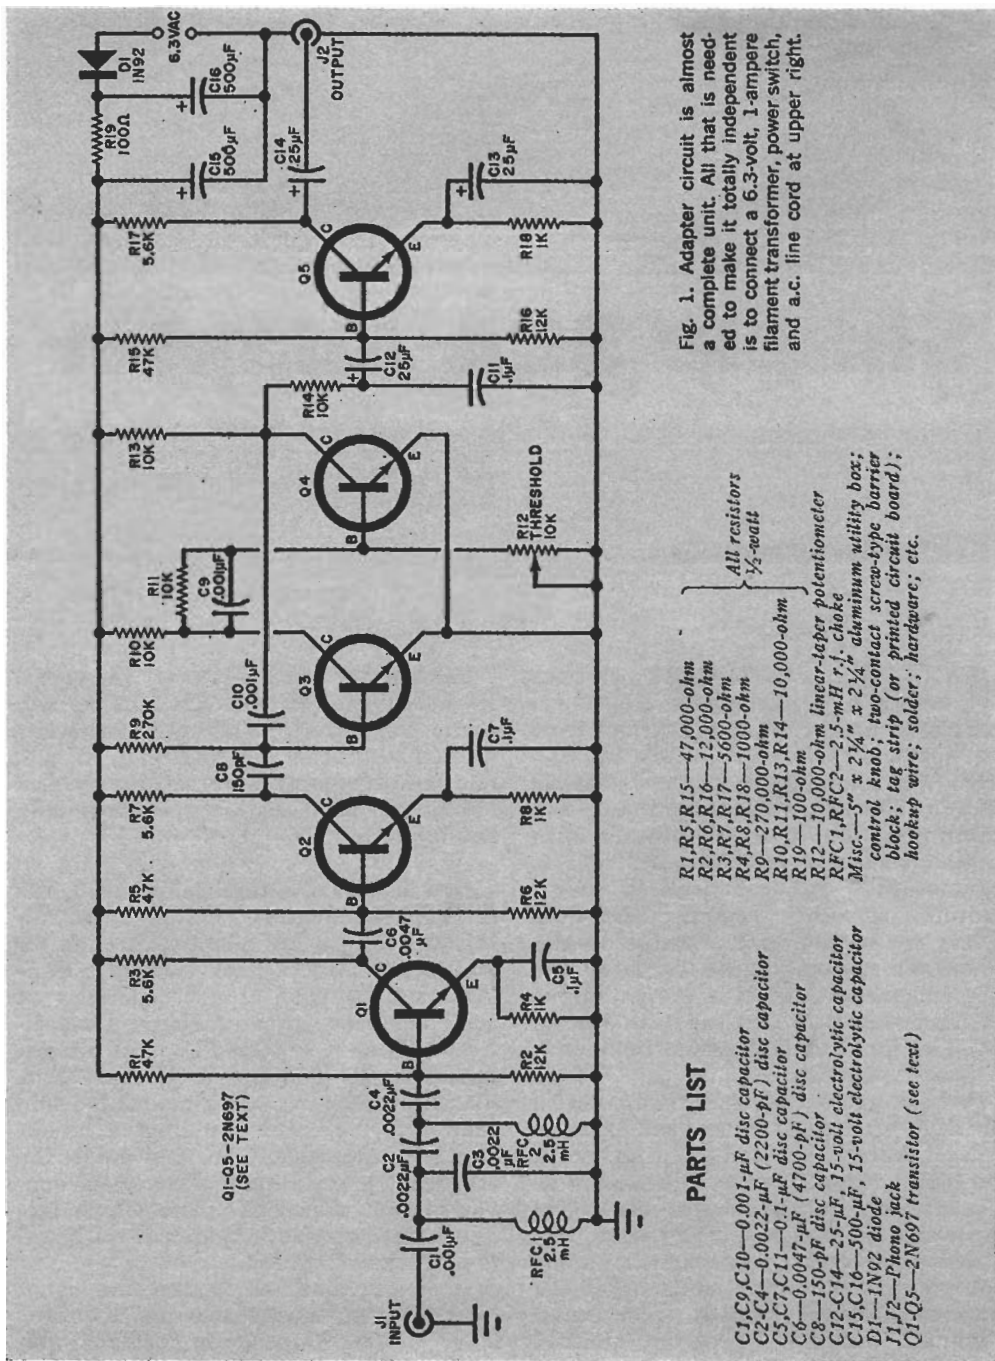 J1
INPUT
C1
.001µF
RFC1
2.5
mH
C2
.0022µF
C3
.0022
µF
RFC
2
2.5
mH
C4
.0022µF
Q1-Q5-2N697
(SEE TEXT)
R1
47K
R2
12K
B
Q1
C
E
R3
5.6K
R4
1K
C5
.1µF
C6
.0047
µF
R5
47K
R6
12K
B
Q2
C
E
R7
5.6K
R8
1K
C7
.1µF
C8
150pF
R9
270K
C10
.001µF
B
Q3
C
E
R10
10K
R11
10K
C9
.001µF
B
Q4
C
E
R12
THRESHOLD
10K
R13
10K
R14
10K
C11
.1µF
+
C12
25µF
R15
47K
R16
12K
B
Q5
C
E
R17
5.6K
R18
1K
+
C13
25µF
+
C14
25µF
+
C15
500µF
R19
100Ω
+
C16
500µF
D1
1N92
6.3VAC
J2
OUTPUT
PARTS LIST
C1,C9,C10—0.001-µF disc capacitor
C2-C4—0.0022-µF (2200-pF) disc capacitor
C5,C7,C11—0.1-µF disc capacitor
C6—0.0047-µF (4700-pF) disc capacitor
C8—150-pF disc capacitor
C12-C14—25-µF, 15-volt electrolytic capacitor
C15,C16—500-µF, 15-volt electrolytic capacitor
D1—1N92 diode
J1,J2—Phono jack
Q1-Q5—2N697 transistor (see text)
R1,R5,R15—47,000-ohm
R2,R6,R16—12,000-ohm
R3,R7,R17—5600-ohm
R4,R8,R18—1000-ohm
R9—270,000-ohm
R10,R11,R13,R14—10,000-ohm
R19—100-ohm
All resistors
½-watt
R12—10,000-ohm linear-taper potentiometer
RFC1,RFC2—2.5-mH r.f. choke
Misc.—5" x 2¼" x 2¼" aluminum utility box;
control knob; two-contact screw-type barrier
block; tag strip (or printed circuit board);
hookup wire; solder; hardware; etc.
Fig. 1. Adapter circuit is almost
a complete unit. All that is need-
ed to make it totally independent
is to connect a 6.3-volt, 1-ampere
filament transformer, power switch,
and a.c. line cord at upper right.